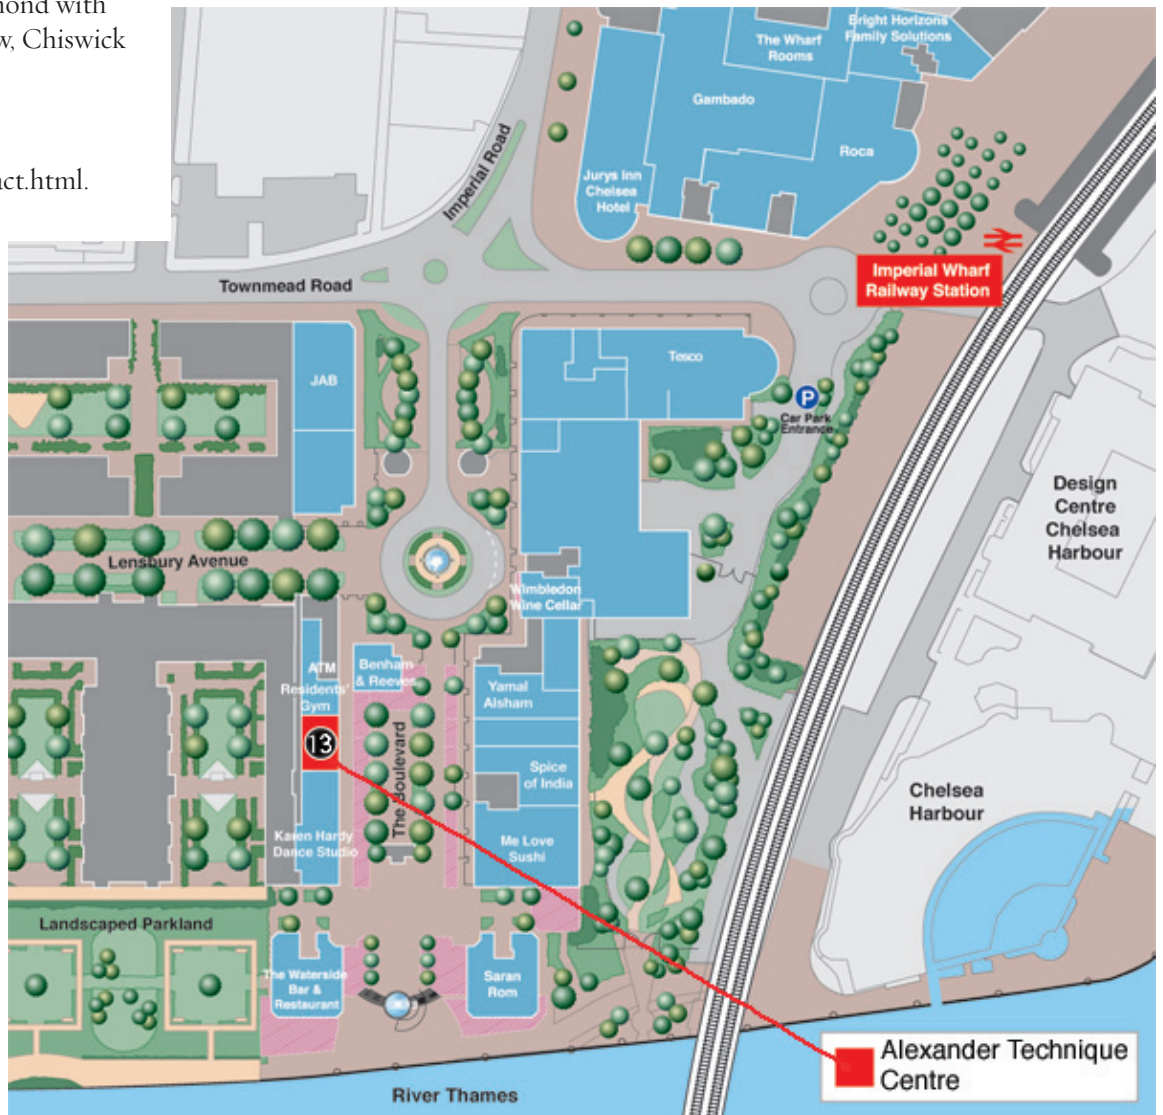 ond with
w, Chiswick
act.html.
Bright Horizons
Family Solutions
The Wharf
Rooms
Gambado
Roca
Jurys Inn
Chelsea
Hotel
Imperial Road
Townmead Road
Imperial Wharf
Railway Station
JAB
Tesco
P
Car Park
Entrance
Design
Centre
Chelsea
Harbour
Lensbury Avenue
Wimbledon
Wine Cellar
ATM
Residents'
Gym
Benham
& Reeves
Yamal
Alsham
13
The Boulevard
Spice
of India
Chelsea
Harbour
Karen Hardy
Dance Studio
Me Love
Sushi
Landscaped Parkland
The Waterside
Bar &
Restaurant
Saran
Rom
Alexander Technique
Centre
River Thames